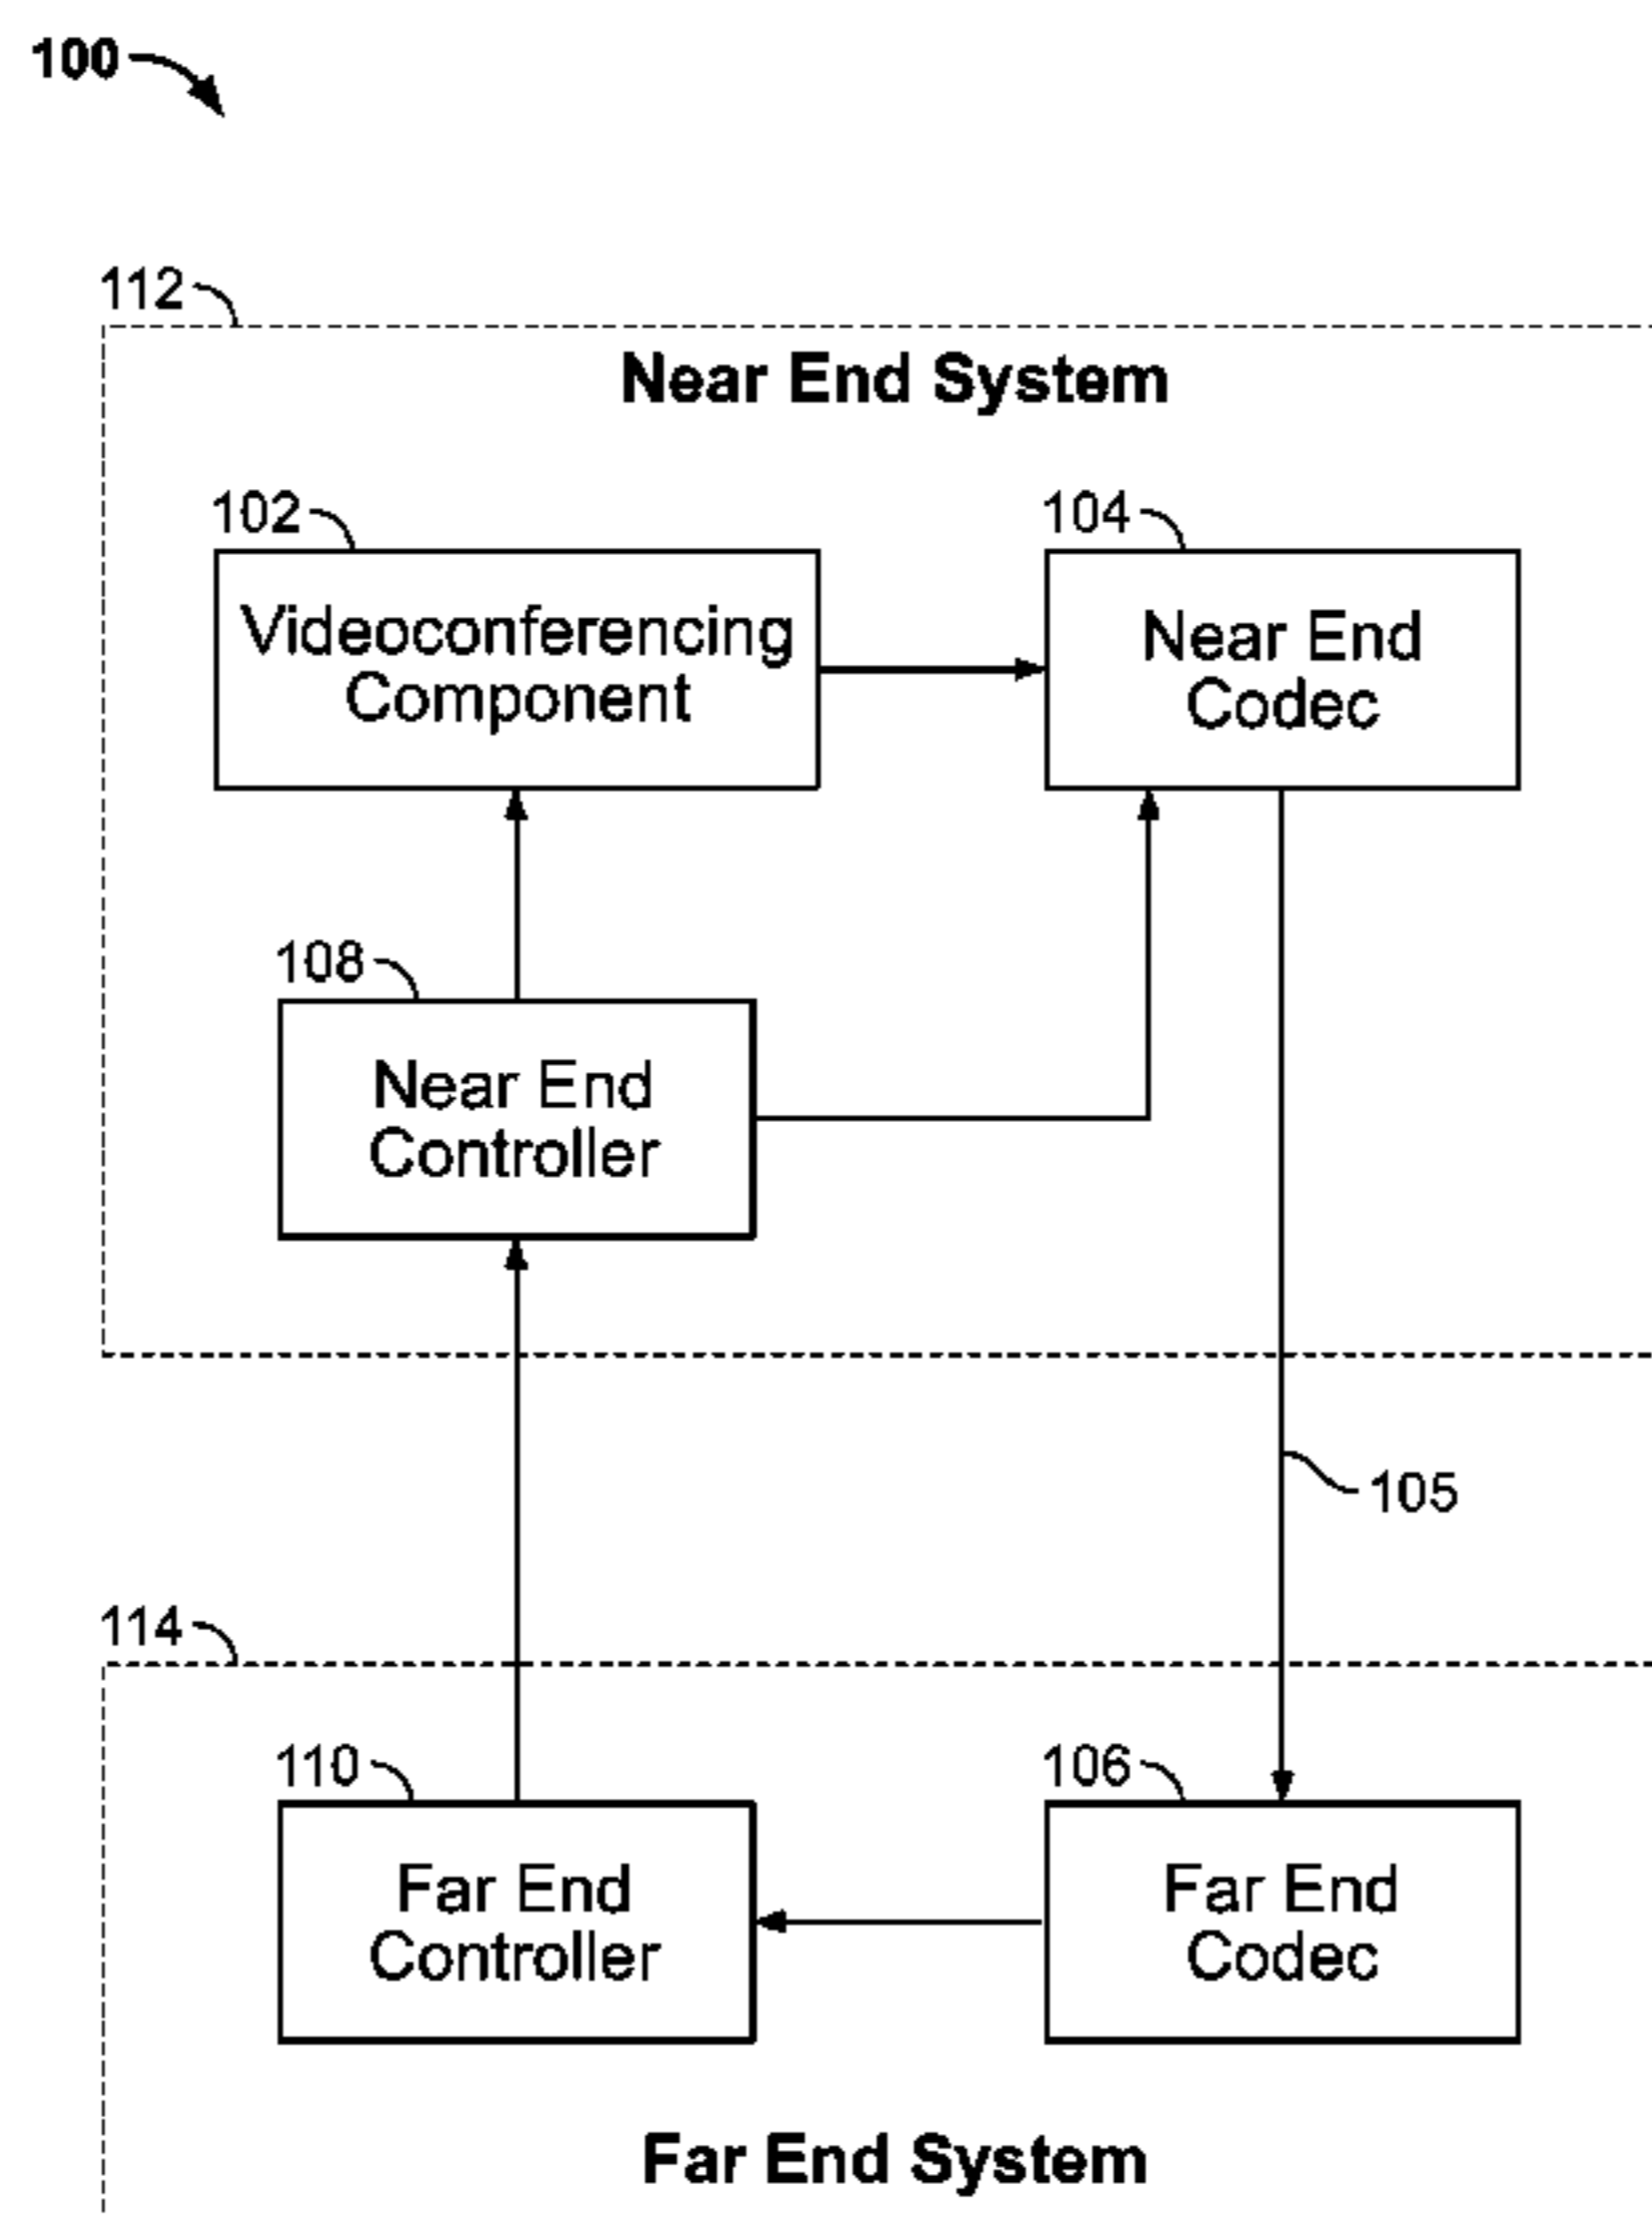 100
112
Near End System
102
104
Videoconferencing
Component
Near End
Codec
108
Near End
Controller
105
114
110
106
Far End
Controller
Far End
Codec
Far End System